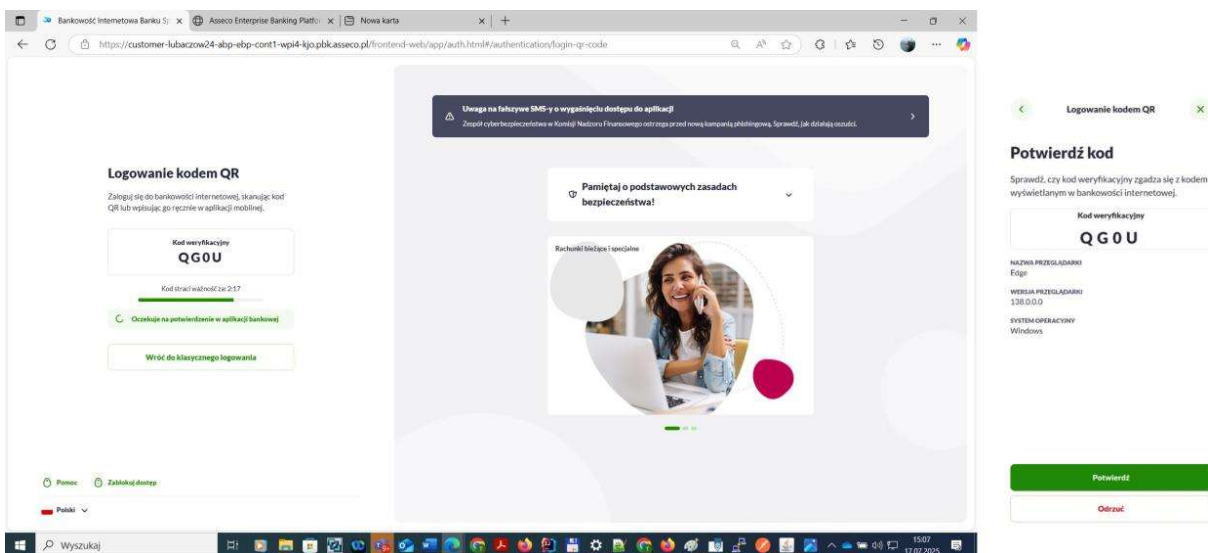 Bankowość internetowa Banku Sp
Asseco Enterprise Banking Platfo
Nowa karta
https://customer-lubaczow24-abp-ebp-cont1-wpi4-kjo.pbk.asseco.pl/frontend-web/app/auth.html#/authentication/login-qr-code
Uwaga na fałszywe SMS-y o wygaśnięciu dostępu do aplikacji
Zespół cyberbezpieczeństwa w Komisji Nadzoru Finansowego ostrzega przed nową kampanią phishingową. Sprawdź, jak działają oszuści.
Logowanie kodem QR
Zaloguj się do bankowości internetowej, skanując kod
QR lub wpisując go ręcznie w aplikacji mobilnej.
Kod weryfikacyjny
QG0U
Kod straci ważność za: 2:17
Oczekuje na potwierdzenie w aplikacji bankowej
Wróć do klasycznego logowania
Pamiętaj o podstawowych zasadach
bezpieczeństwa!
Rachunki bieżące i specjalne
Pomoc
Zablokuj dostęp
Polski
Wyszukaj
15:07
17.07.2025
Logowanie kodem QR
Potwierdź kod
Sprawdź, czy kod weryfikacyjny zgadza się z kodem
wyświetlanym w bankowości internetowej.
Kod weryfikacyjny
QG0U
NAZWA PRZEGLĄDARKI
Edge
WERSJA PRZEGLĄDARKI
138.0.0.0
SYSTEM OPERACYJNY
Windows
Potwierdź
Odrzuć